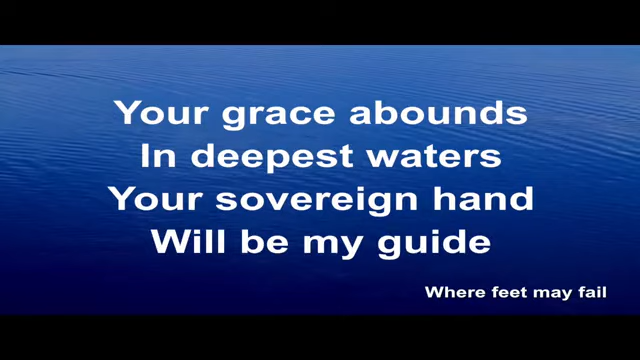 Your grace abounds
In deepest waters
Your sovereign hand
Will be my guide
Where feet may fail